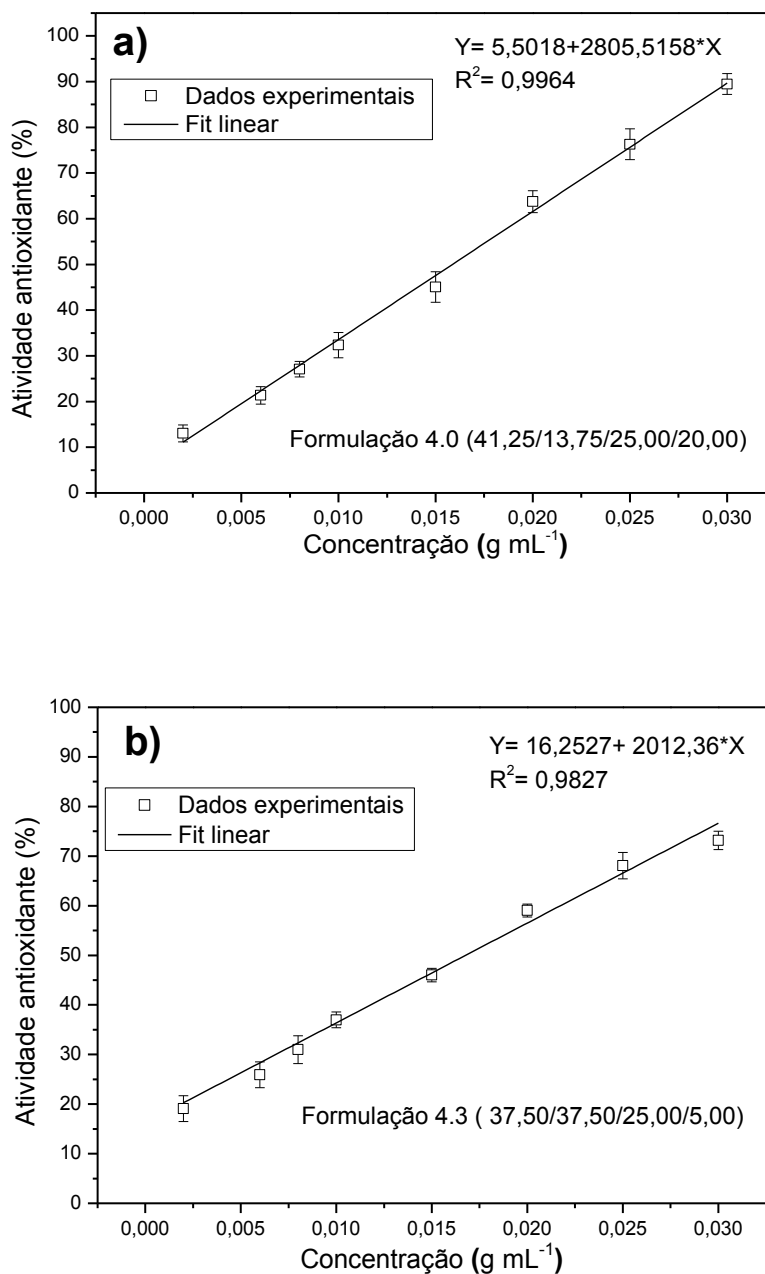 a)
Y= 5,5018+2805,5158*X
R²= 0,9964
Dados experimentais
Fit linear
Atividade antioxidante (%)
100
90
80
70
60
50
40
30
20
10
0
Formulaçăo 4.0 (41,25/13,75/25,00/20,00)
0,000 0,005 0,010 0,015 0,020 0,025 0,030
Concentraçăo (g mL⁻¹)
b)
Y= 16,2527+ 2012,36*X
R²= 0,9827
Dados experimentais
Fit linear
Atividade antioxidante (%)
100
90
80
70
60
50
40
30
20
10
0
Formulação 4.3 ( 37,50/37,50/25,00/5,00)
0,000 0,005 0,010 0,015 0,020 0,025 0,030
Concentração (g mL⁻¹)